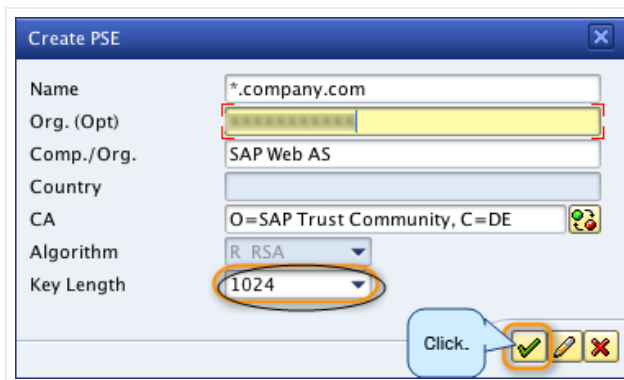 Create PSE
Name *.company.com
Org. (Opt)
Comp./Org. SAP Web AS
Country
CA O=SAP Trust Community, C=DE
Algorithm R RSA
Key Length 1024
Click.